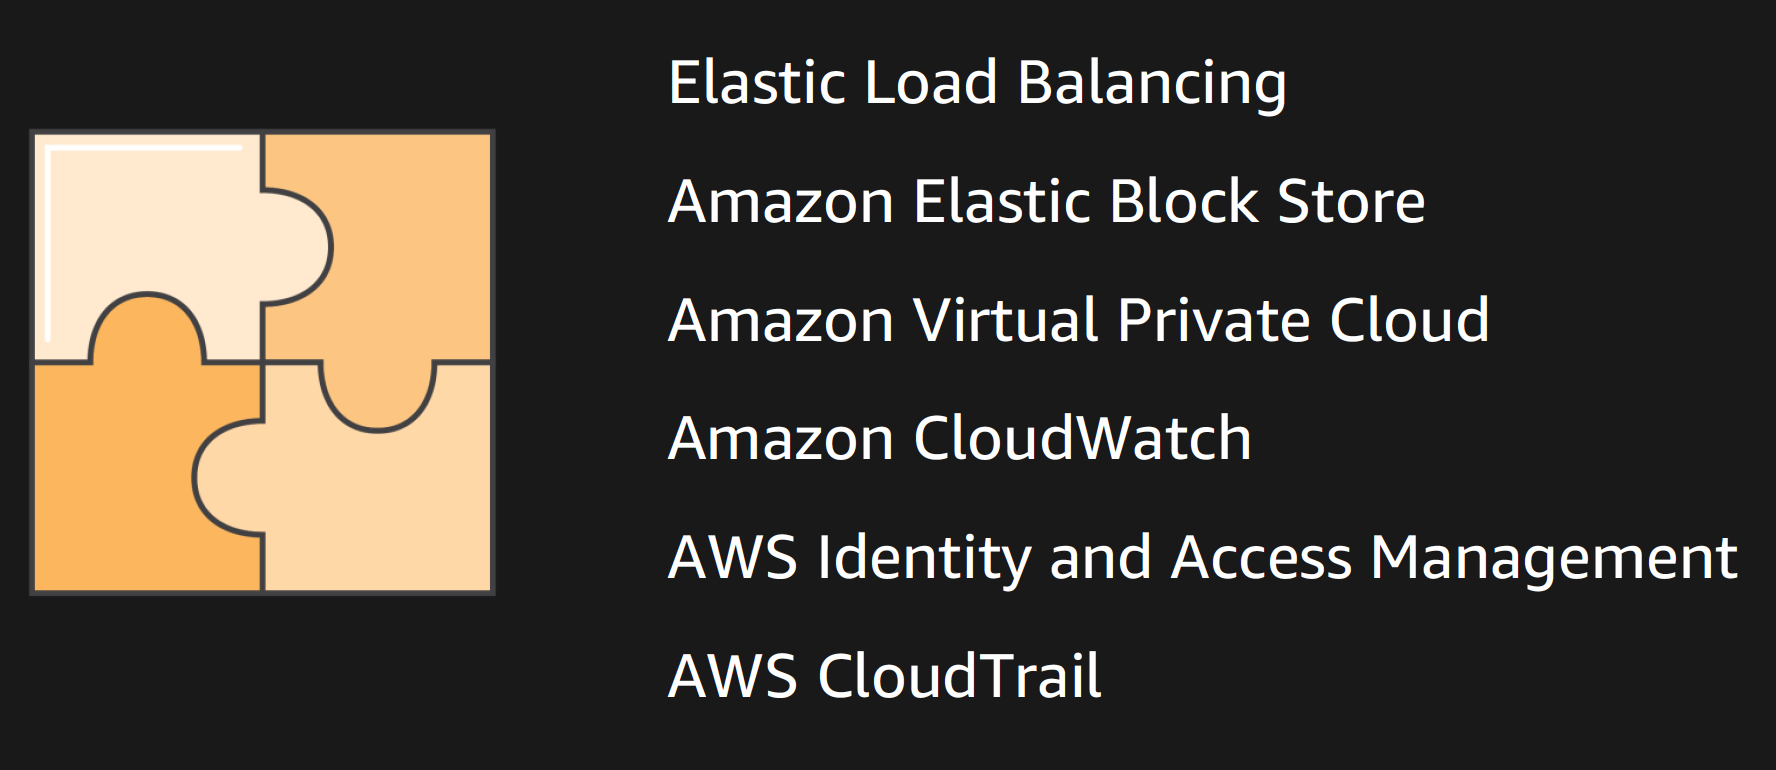 Elastic Load Balancing
Amazon Elastic Block Store
Amazon Virtual Private Cloud
Amazon CloudWatch
AWS Identity and Access Management
AWS CloudTrail